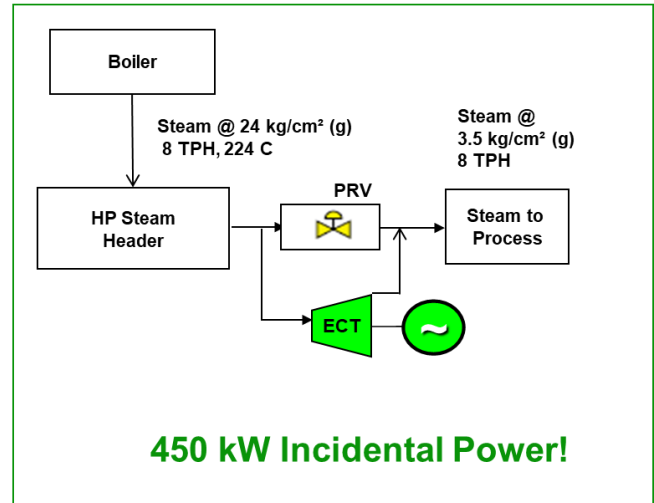 Boiler
Steam @ 24 kg/cm² (g)
8 TPH, 224 C
Steam @
3.5 kg/cm² (g)
8 TPH
HP Steam
Header
PRV
Steam to
Process
ECT
~
450 kW Incidental Power!